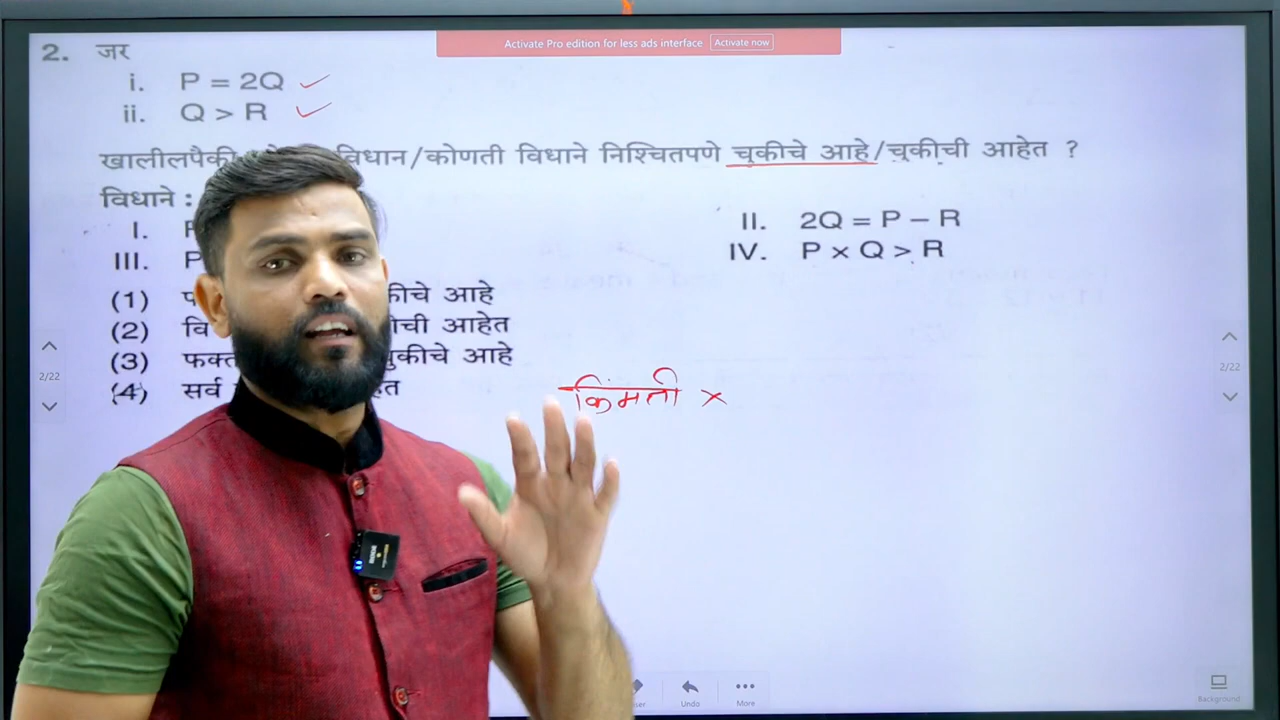 Activate Pro edition for less ads interface Activate now
2. जर
i. P = 2Q ✓
ii. Q > R ✓
खालीलपैकी विधान/कोणती विधाने निश्चितपणे चुकीचे आहे/चुकीची आहेत ?
विधाने :
I. II. 2Q = P – R
III. P IV. P x Q > R
(1) आहे
(2) वि आहेत
(3) फक्त चुकीचे आहे
(4) सर्व
2/22
2/22
किंमती ×
Undo
More
Background